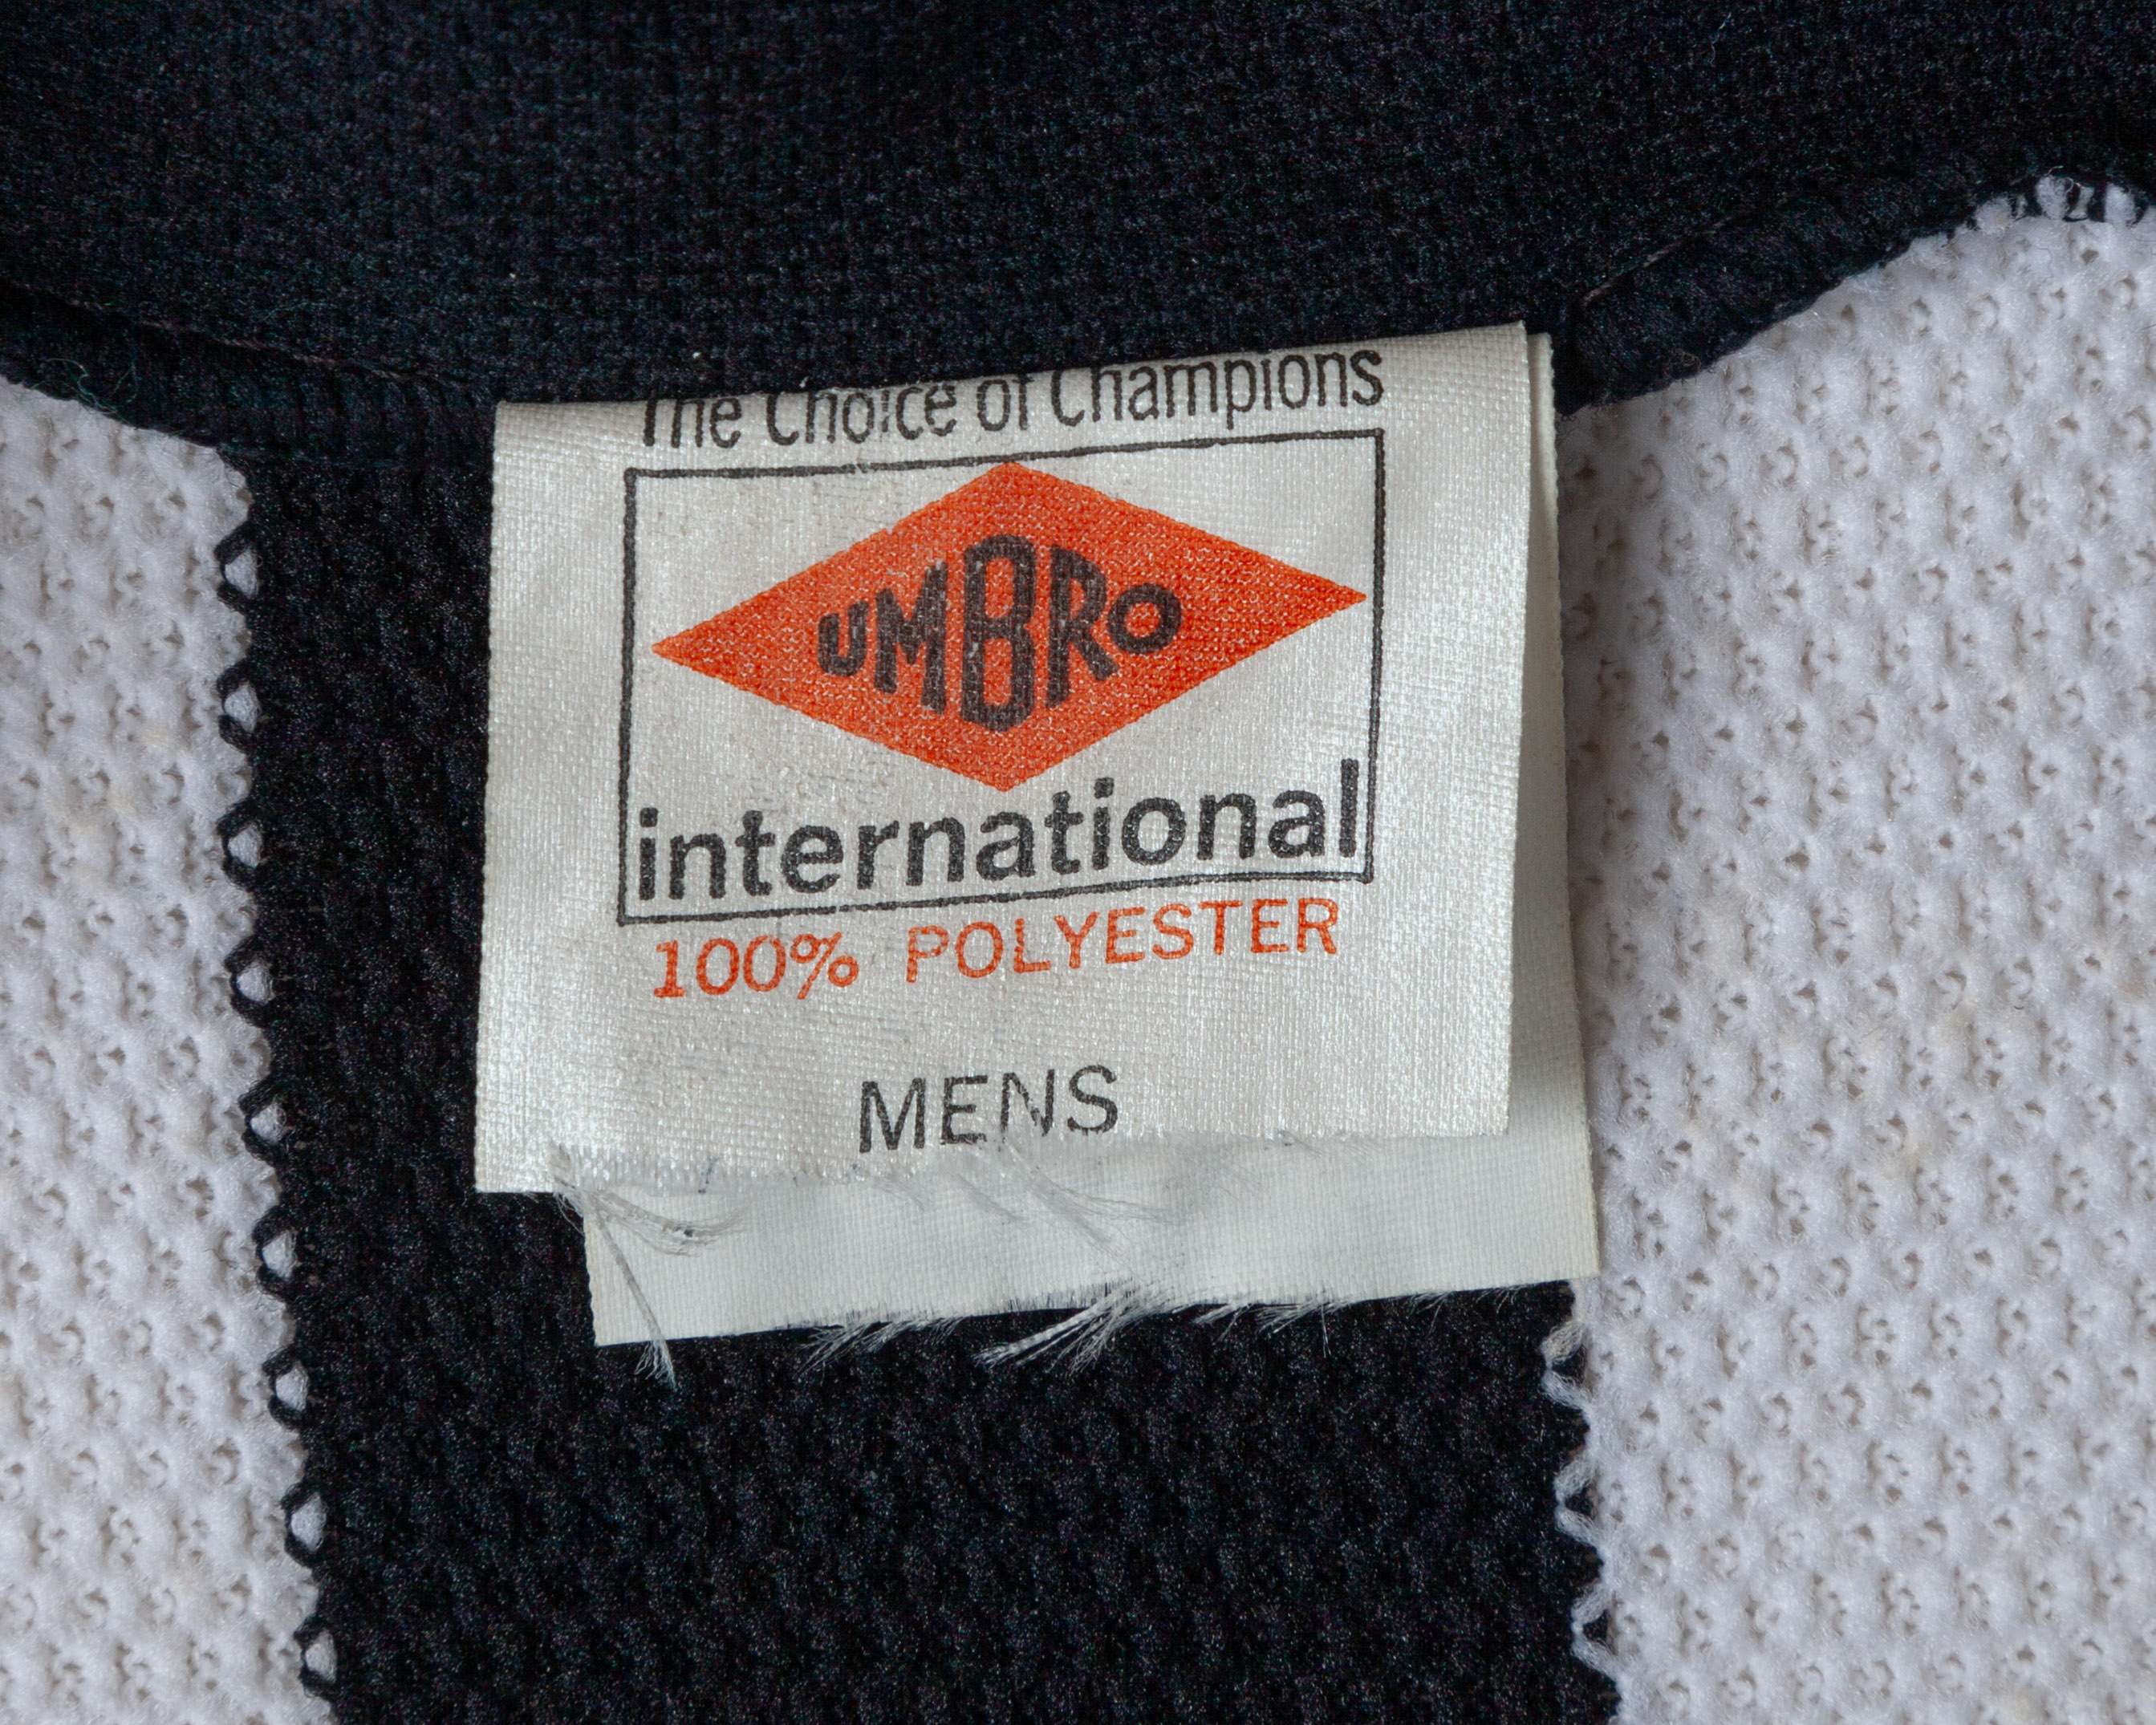 The Choice of Champions
UMBRO
international
100% POLYESTER
MENS